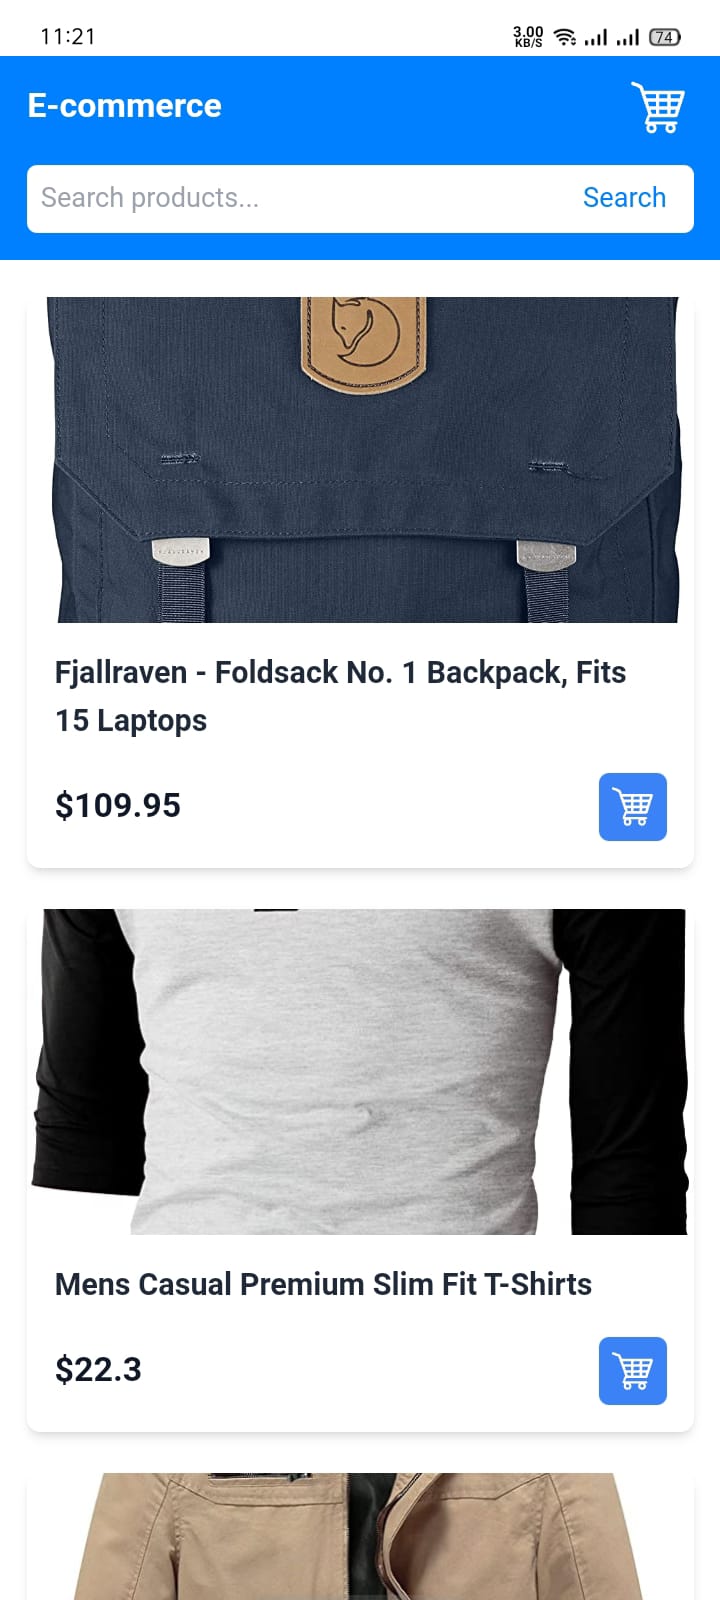 11:21
3.00
KB/S
74
E-commerce
Search products...
Search
Fjallraven - Foldsack No. 1 Backpack, Fits
15 Laptops
$109.95
Mens Casual Premium Slim Fit T-Shirts
$22.3